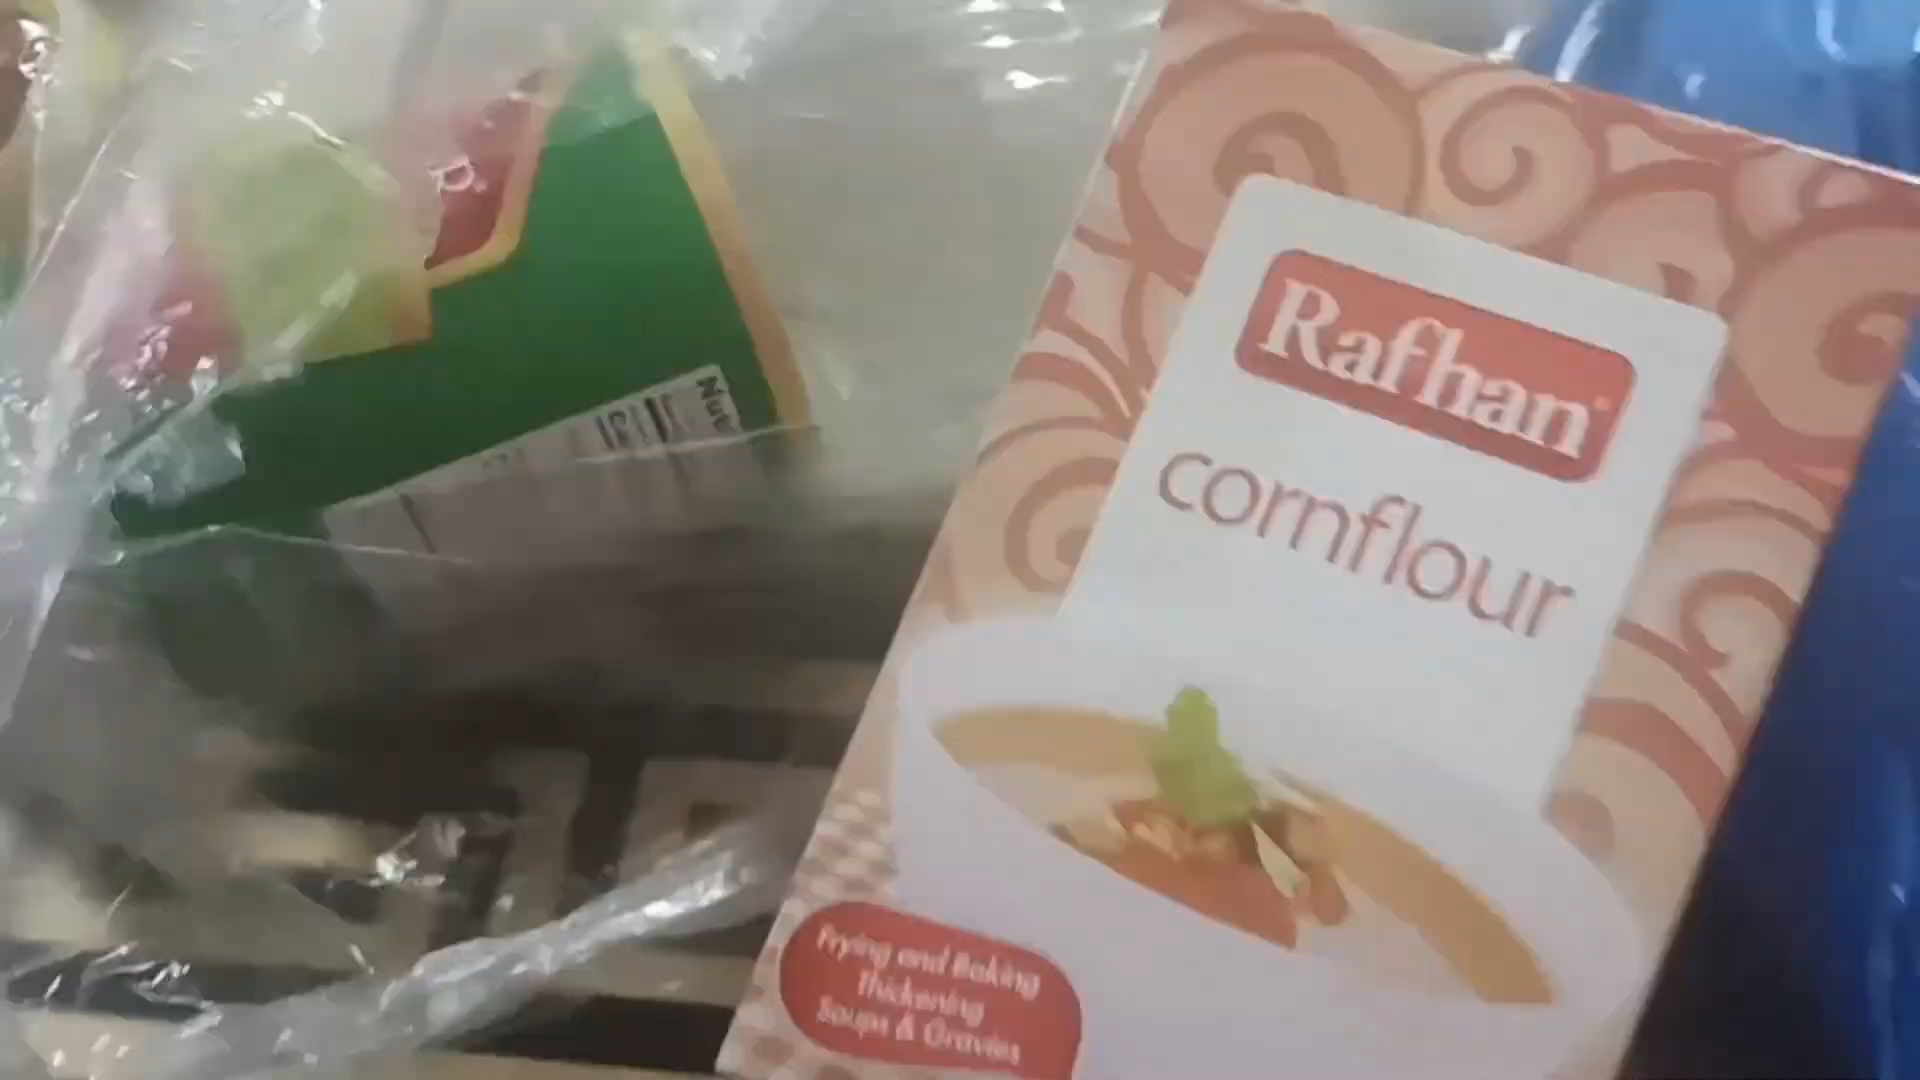 Rafhan
cornflour
Frying and Baking
Thickening
Soups & Gravies